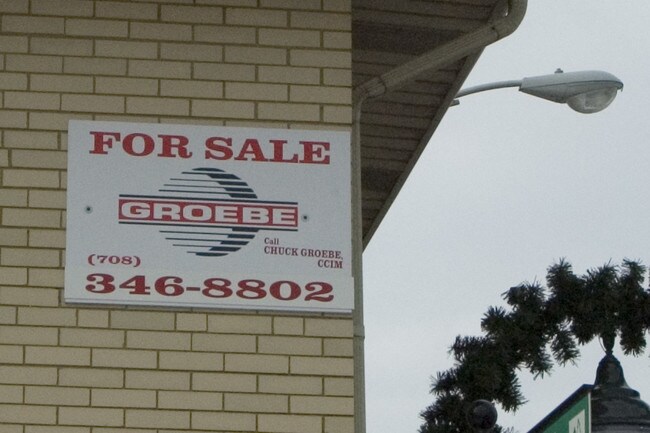 FOR SALE
GROEBE
Call
CHUCK GROEBE,
CCIM
(708)
346-8802